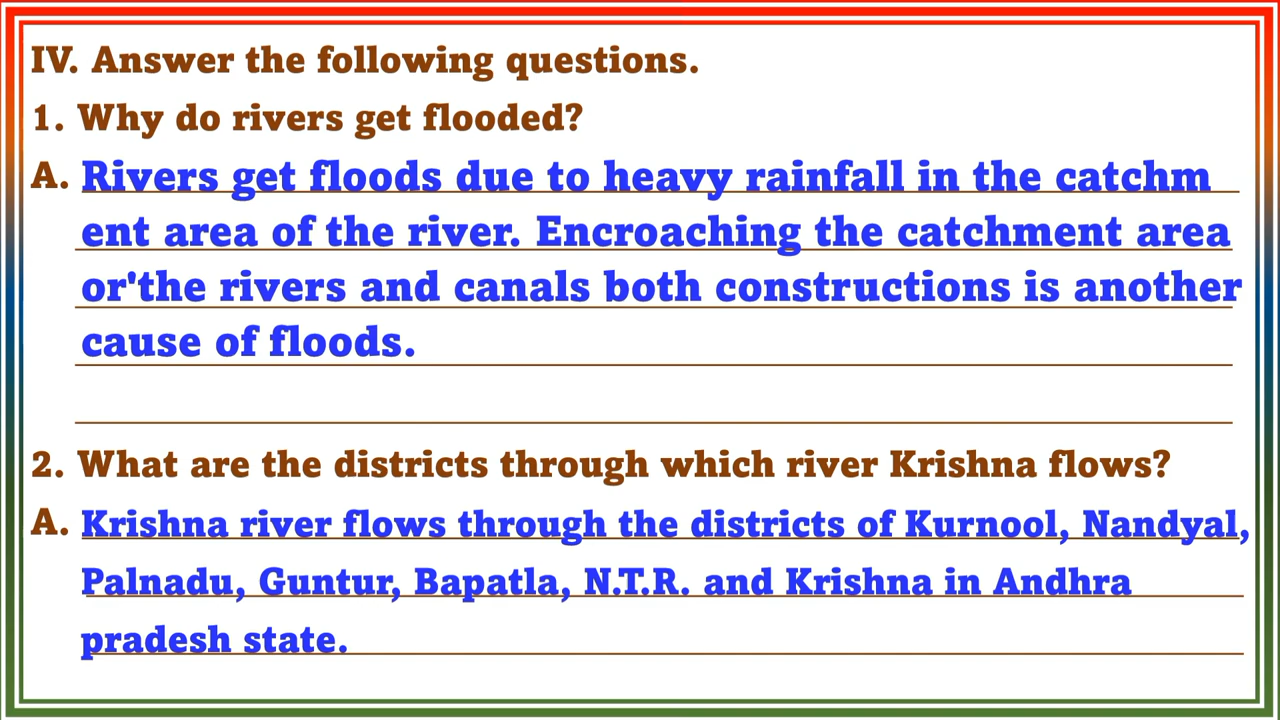 IV. Answer the following questions.
1. Why do rivers get flooded?
A. Rivers get floods due to heavy rainfall in the catchm
ent area of the river. Encroaching the catchment area
or'the rivers and canals both constructions is another
cause of floods.
2. What are the districts through which river Krishna flows?
A. Krishna river flows through the districts of Kurnool, Nandyal,
Palnadu, Guntur, Bapatla, N.T.R. and Krishna in Andhra
pradesh state.